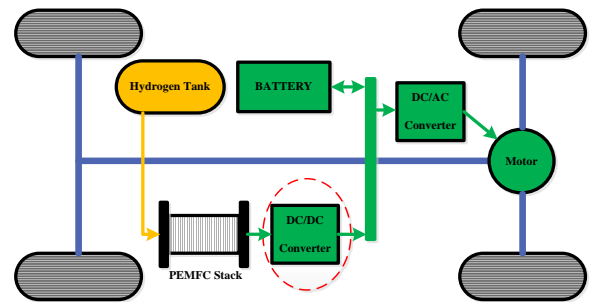 Hydrogen Tank
BATTERY
DC/AC
Converter
Motor
DC/DC
Converter
PEMFC Stack